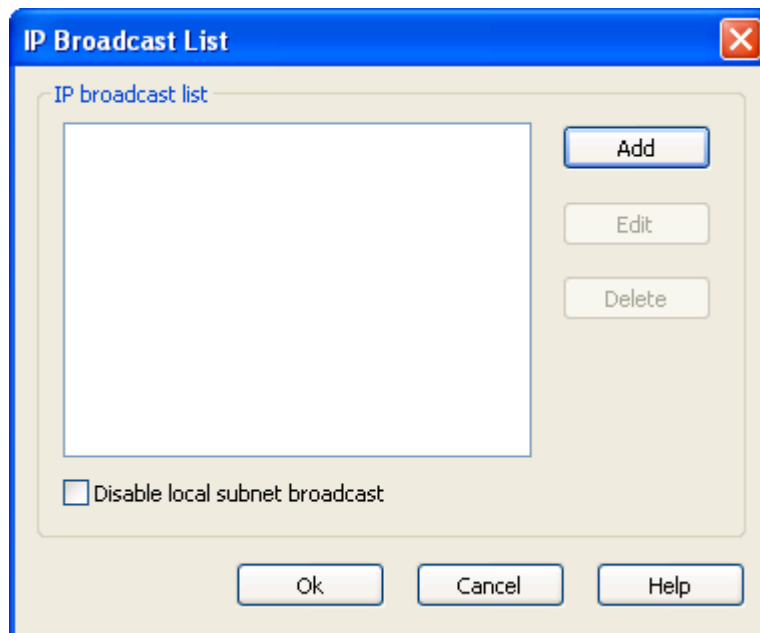 IP Broadcast List
IP broadcast list
Add
Edit
Delete
Disable local subnet broadcast
Ok
Cancel
Help